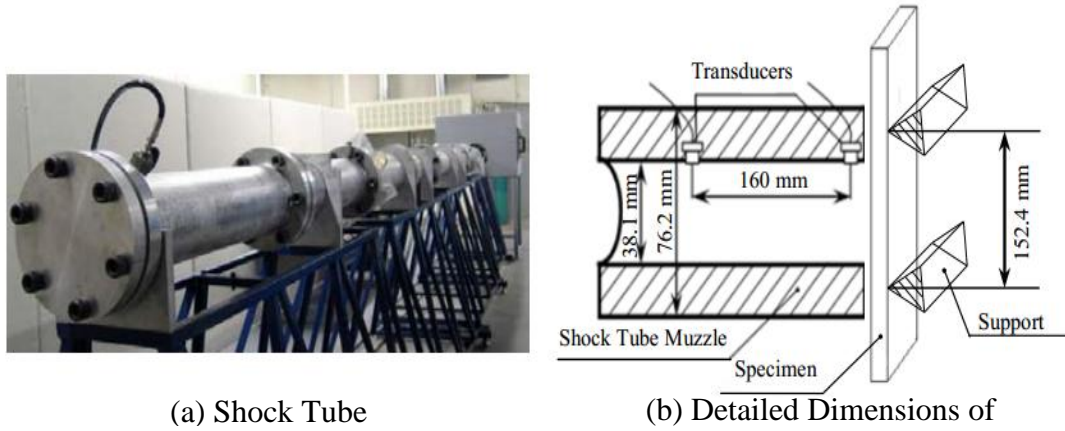 Transducers
160 mm
38.1 mm
76.2 mm
152.4 mm
Shock Tube Muzzle
Support
Specimen
(a) Shock Tube
(b) Detailed Dimensions of